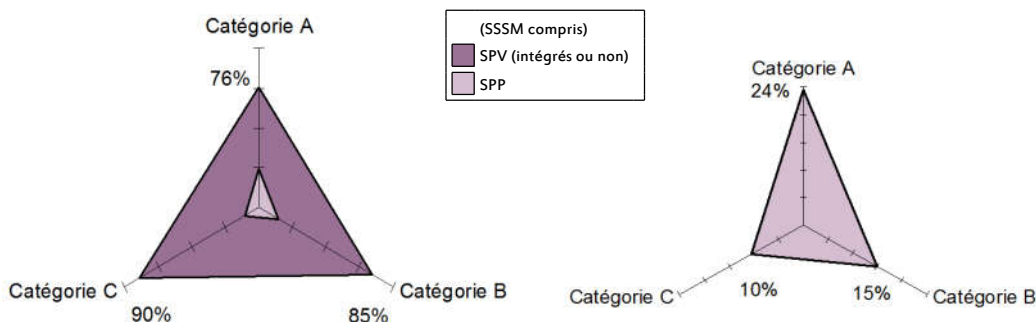 Catégorie A
76%
Catégorie C
90%
Catégorie B
85%
(SSSM compris)
SPV (intégrés ou non)
SPP
Catégorie A
24%
Catégorie C
10%
15%
Catégorie B